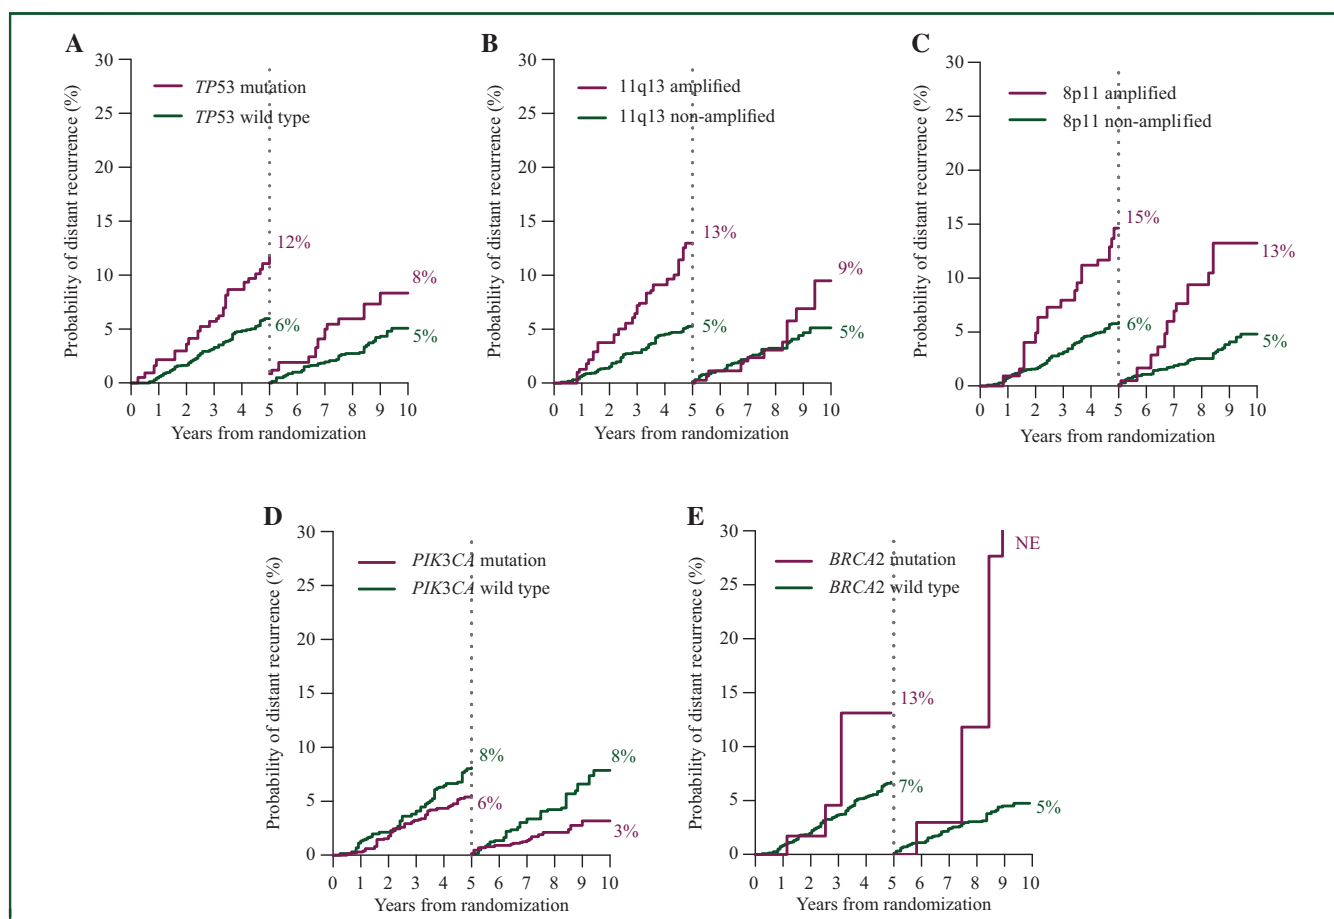 A
Probability of distant recurrence (%)
30
25
20
15
10
5
0
TP53 mutation
TP53 wild type
12%
6%
8%
5%
0 1 2 3 4 5 6 7 8 9 10
Years from randomization
B
Probability of distant recurrence (%)
30
25
20
15
10
5
0
11q13 amplified
11q13 non-amplified
13%
5%
9%
5%
0 1 2 3 4 5 6 7 8 9 10
Years from randomization
C
Probability of distant recurrence (%)
30
25
20
15
10
5
0
8p11 amplified
8p11 non-amplified
15%
6%
13%
5%
0 1 2 3 4 5 6 7 8 9 10
Years from randomization
D
Probability of distant recurrence (%)
30
25
20
15
10
5
0
PIK3CA mutation
PIK3CA wild type
8%
6%
8%
3%
0 1 2 3 4 5 6 7 8 9 10
Years from randomization
E
Probability of distant recurrence (%)
30
25
20
15
10
5
0
BRCA2 mutation
BRCA2 wild type
NE
13%
7%
5%
0 1 2 3 4 5 6 7 8 9 10
Years from randomization